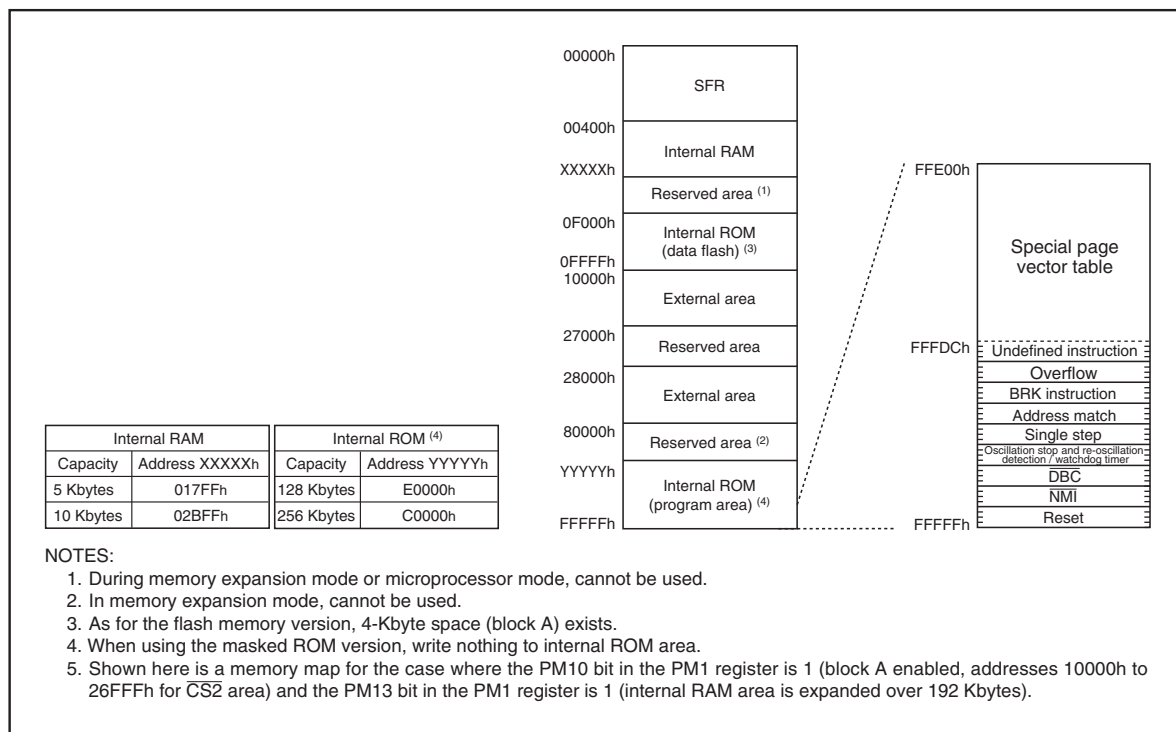 00000h
SFR
00400h
Internal RAM
XXXXXh
Reserved area (1)
0F000h
Internal ROM
(data flash) (3)
0FFFFh
10000h
External area
27000h
Reserved area
28000h
External area
80000h
Reserved area (2)
YYYYYh
Internal ROM
(program area) (4)
FFFFFh
FFE00h
Special page
vector table
FFFDCh
Undefined instruction
Overflow
BRK instruction
Address match
Single step
Oscillation stop and re-oscillation
detection / watchdog timer
DBC
NMI
Reset
FFFFFh
Internal RAM Internal ROM (4)
Capacity Address XXXXXh Capacity Address YYYYYh
5 Kbytes 017FFh 128 Kbytes E0000h
10 Kbytes 02BFFh 256 Kbytes C0000h
NOTES:
1. During memory expansion mode or microprocessor mode, cannot be used.
2. In memory expansion mode, cannot be used.
3. As for the flash memory version, 4-Kbyte space (block A) exists.
4. When using the masked ROM version, write nothing to internal ROM area.
5. Shown here is a memory map for the case where the PM10 bit in the PM1 register is 1 (block A enabled, addresses 10000h to
26FFFh for CS2 area) and the PM13 bit in the PM1 register is 1 (internal RAM area is expanded over 192 Kbytes).